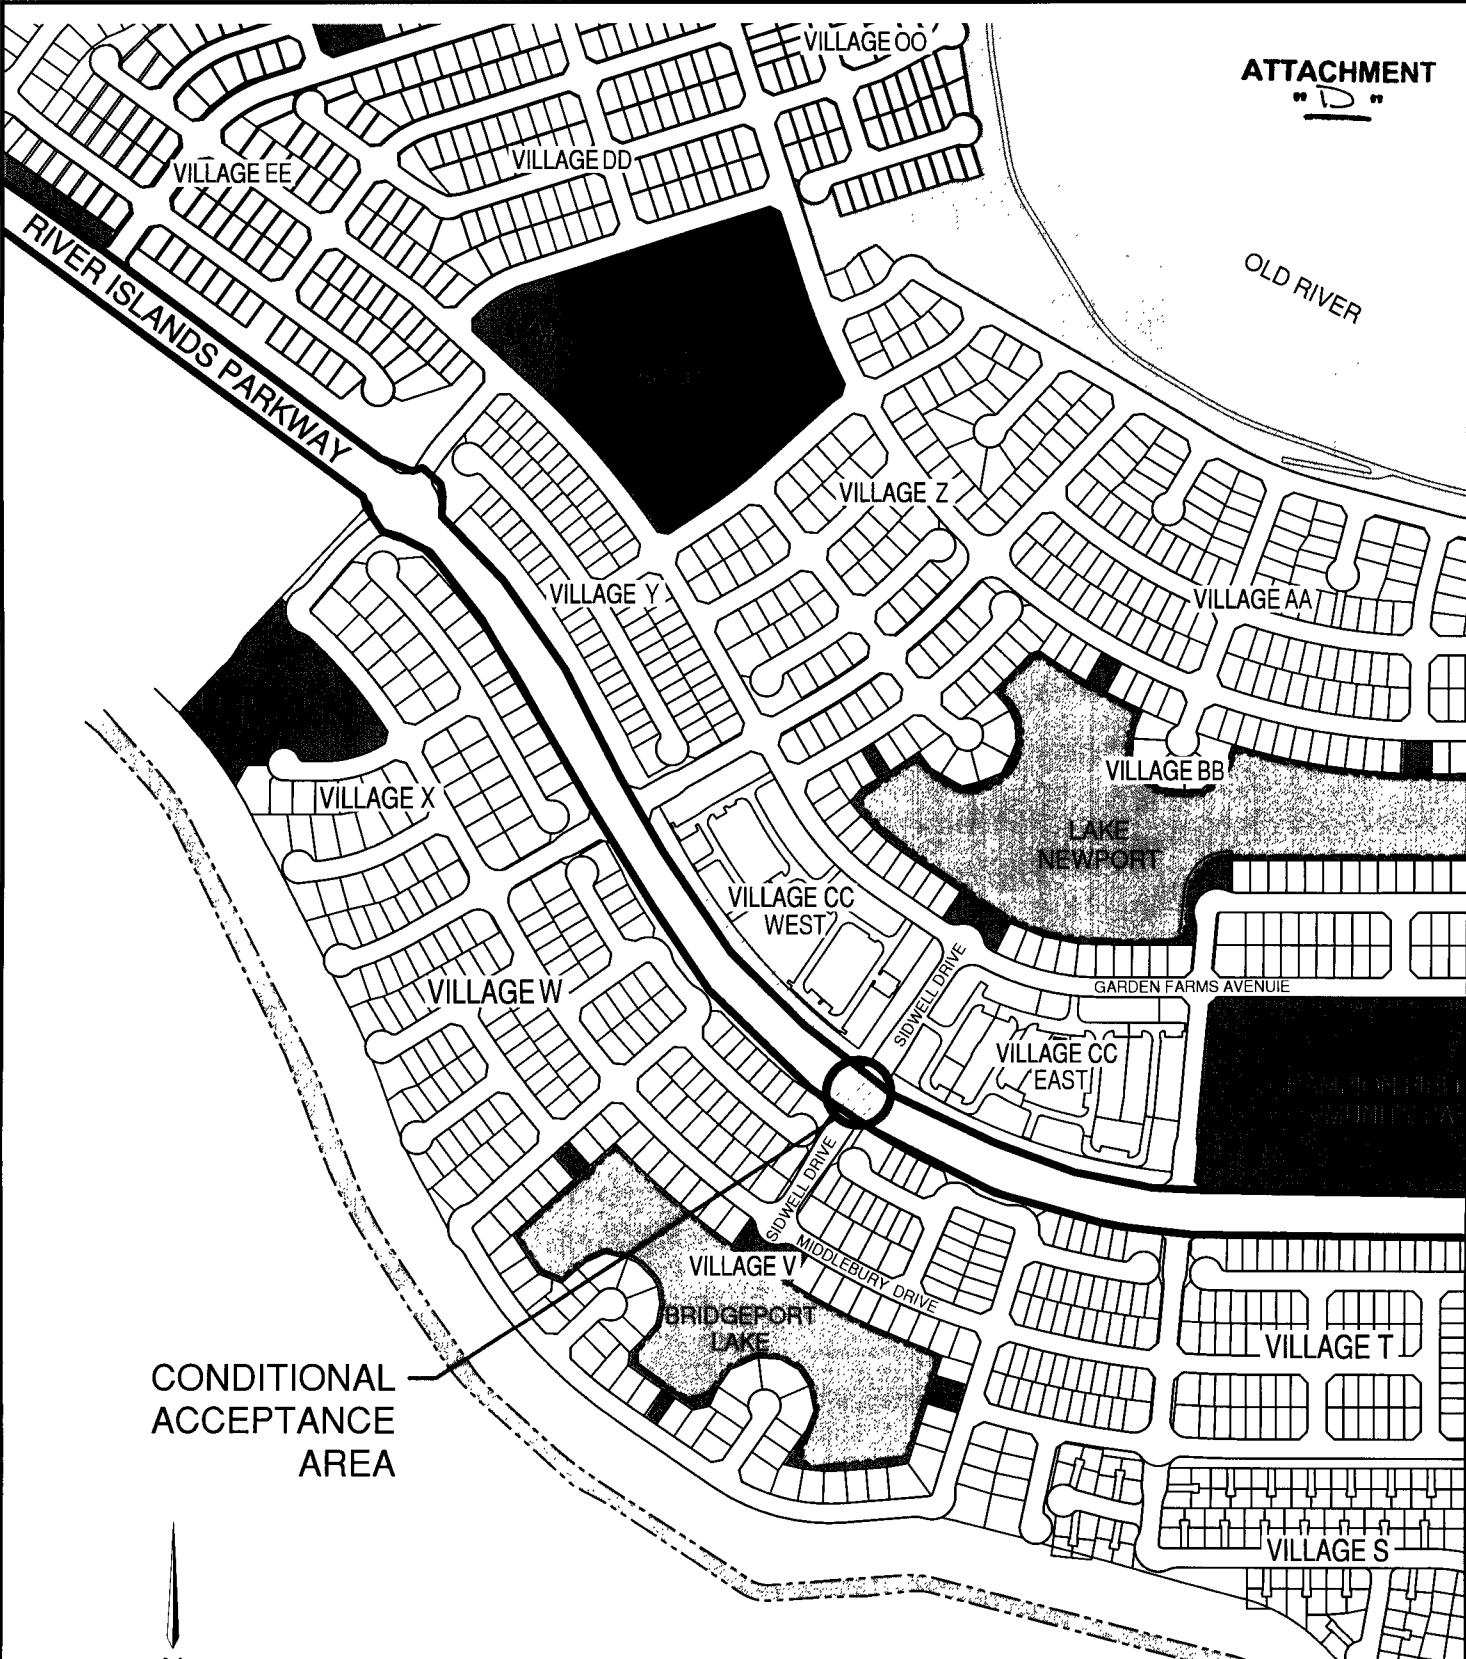 VILLAGE OO
ATTACHMENT
"D"
VILLAGE EE
VILLAGE DD
RIVER ISLANDS PARKWAY
OLD RIVER
VILLAGE Z
VILLAGE Y
VILLAGE AA
VILLAGE BB
VILLAGE X
LAKE
NEWPORT
VILLAGE CC
WEST
SIDWELL DRIVE
VILLAGE W
GARDEN FARMS AVENUIE
VILLAGE CC
EAST
SIDWELL DRIVE
MIDDLEBURY DRIVE
VILLAGE V
BRIDGEPORT
LAKE
VILLAGE T
CONDITIONAL
ACCEPTANCE
AREA
VILLAGE S